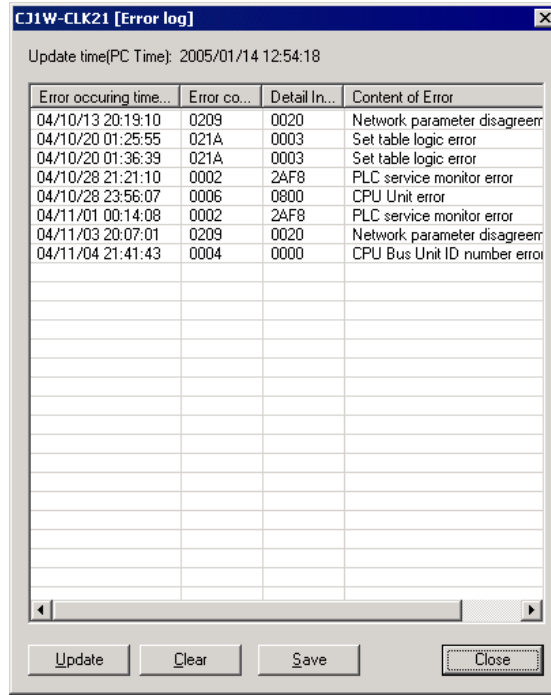 CJ1W-CLK21 [Error log]
Update time(PC Time): 2005/01/14 12:54:18
Error occuring time... Error co... Detail In... Content of Error
04/10/13 20:19:10 0209 0020 Network parameter disagreem
04/10/20 01:25:55 021A 0003 Set table logic error
04/10/20 01:36:39 021A 0003 Set table logic error
04/10/28 21:21:10 0002 2AF8 PLC service monitor error
04/10/28 23:56:07 0006 0800 CPU Unit error
04/11/01 00:14:08 0002 2AF8 PLC service monitor error
04/11/03 20:07:01 0209 0020 Network parameter disagreem
04/11/04 21:41:43 0004 0000 CPU Bus Unit ID number error
Update Clear Save Close